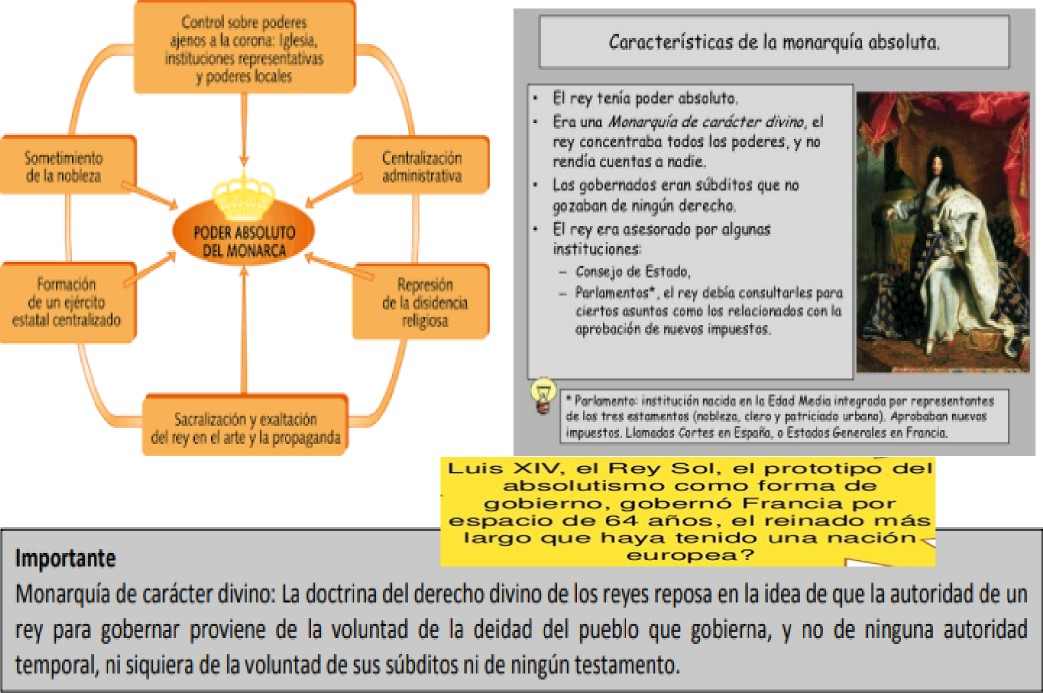 Control sobre poderes
ajenos a la corona: Iglesia,
instituciones representativas
y poderes locales
Sometimiento
de la nobleza
Centralización
administrativa
PODER ABSOLUTO
DEL MONARCA
Formación
de un ejército
estatal centralizado
Represión
de la disidencia
religiosa
Sacralización y exaltación
del rey en el arte y la propaganda
Características de la monarquía absoluta.
• El rey tenía poder absoluto.
• Era una Monarquía de carácter divino, el
rey concentraba todos los poderes, y no
rendía cuentas a nadie.
• Los gobernados eran súbditos que no
gozaban de ningún derecho.
• El rey era asesorado por algunas
instituciones:
– Consejo de Estado,
– Parlamentos*, el rey debía consultarles para
ciertos asuntos como los relacionados con la
aprobación de nuevos impuestos.
* Parlamento: institución nacida en la Edad Media integrada por representantes
de los tres estamentos (nobleza, clero y patriciado urbano). Aprobaban nuevos
impuestos. Llamadas Cortes en España, o Estados Generales en Francia.
Luis XIV, el Rey Sol, el prototipo del
absolutismo como forma de
gobierno, gobernó Francia por
espacio de 64 años, el reinado más
largo que haya tenido una nación
europea?
Importante
Monarquía de carácter divino: La doctrina del derecho divino de los reyes reposa en la idea de que la autoridad de un
rey para gobernar proviene de la voluntad de la deidad del pueblo que gobierna, y no de ninguna autoridad
temporal, ni siquiera de la voluntad de sus súbditos ni de ningún testamento.